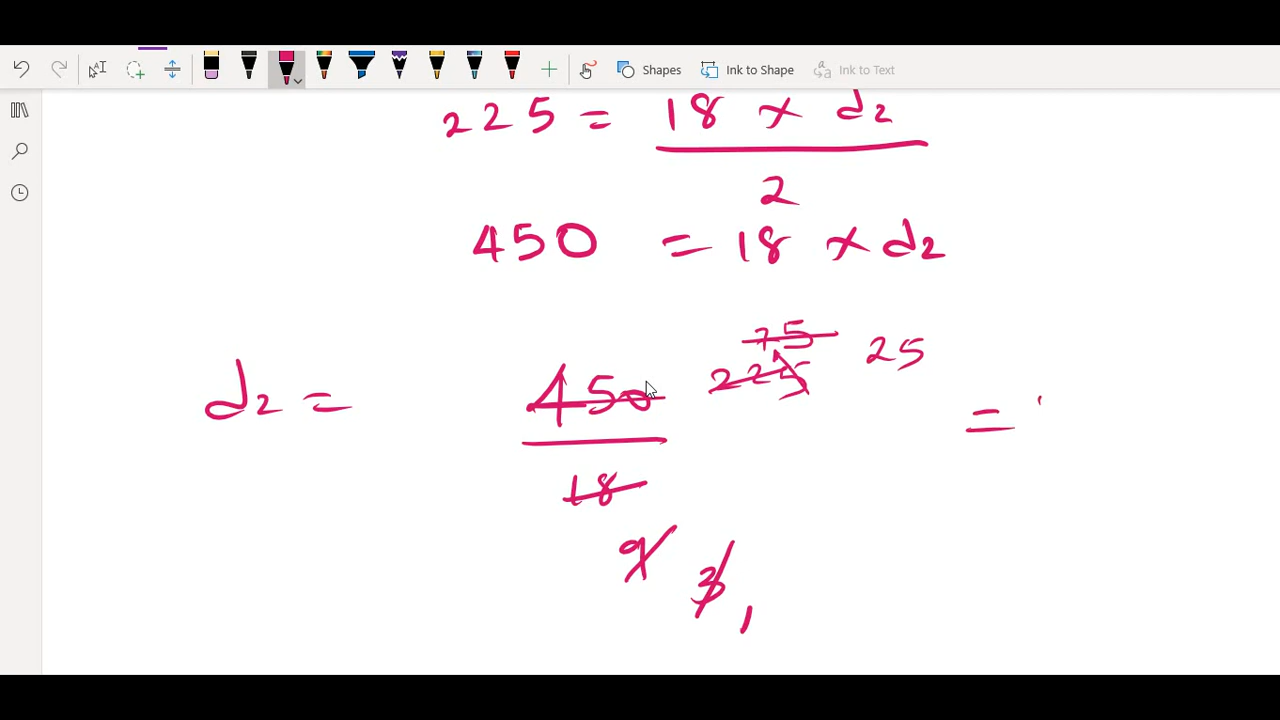 Shapes Ink to Shape Ink to Text
225 = 18 × d2
2
450 = 18 × d2
75
225 25
d2 = 450 =
18
9
3 1